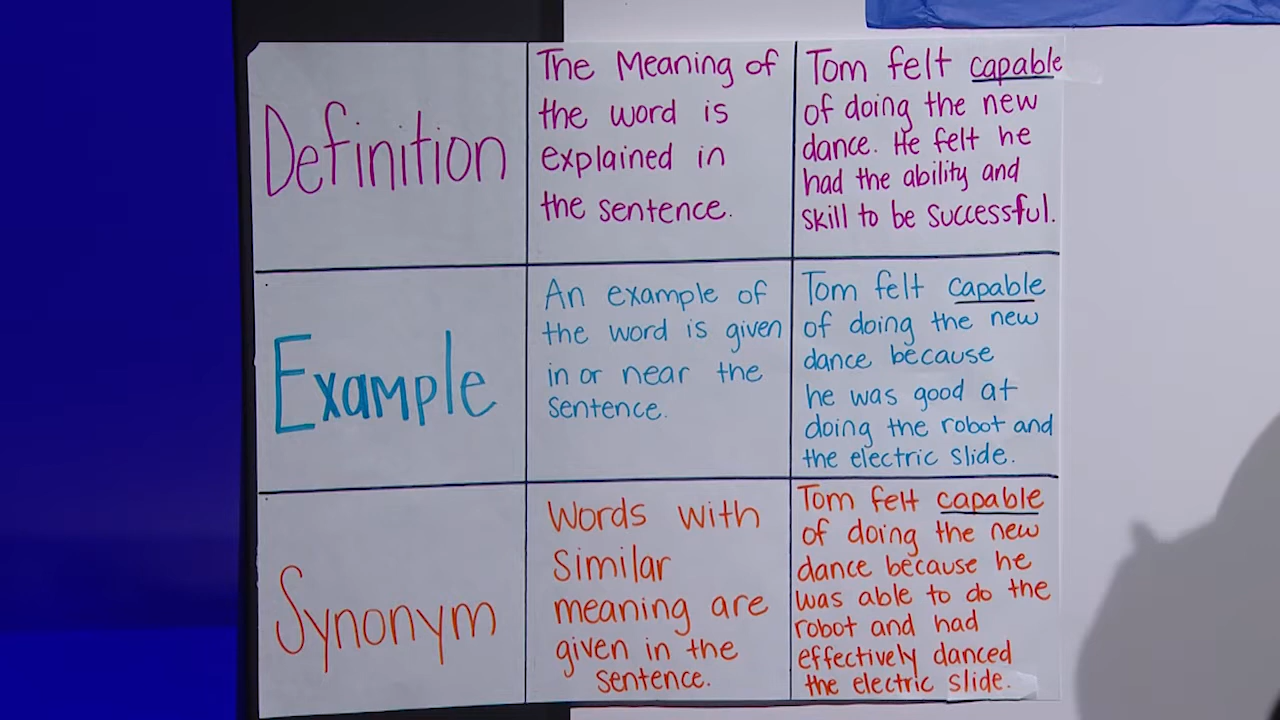 Definition
The Meaning of
the word is
explained in
the sentence.
Tom felt capable
of doing the new
dance. He felt he
had the ability and
skill to be successful.
Example
An example of
the word is given
in or near the
sentence.
Tom felt capable
of doing the new
dance because
he was good at
doing the robot and
the electric slide.
Synonym
Words with
similar
meaning are
given in the
sentence.
Tom felt capable
of doing the new
dance because he
was able to do the
robot and had
effectively danced
the electric slide.